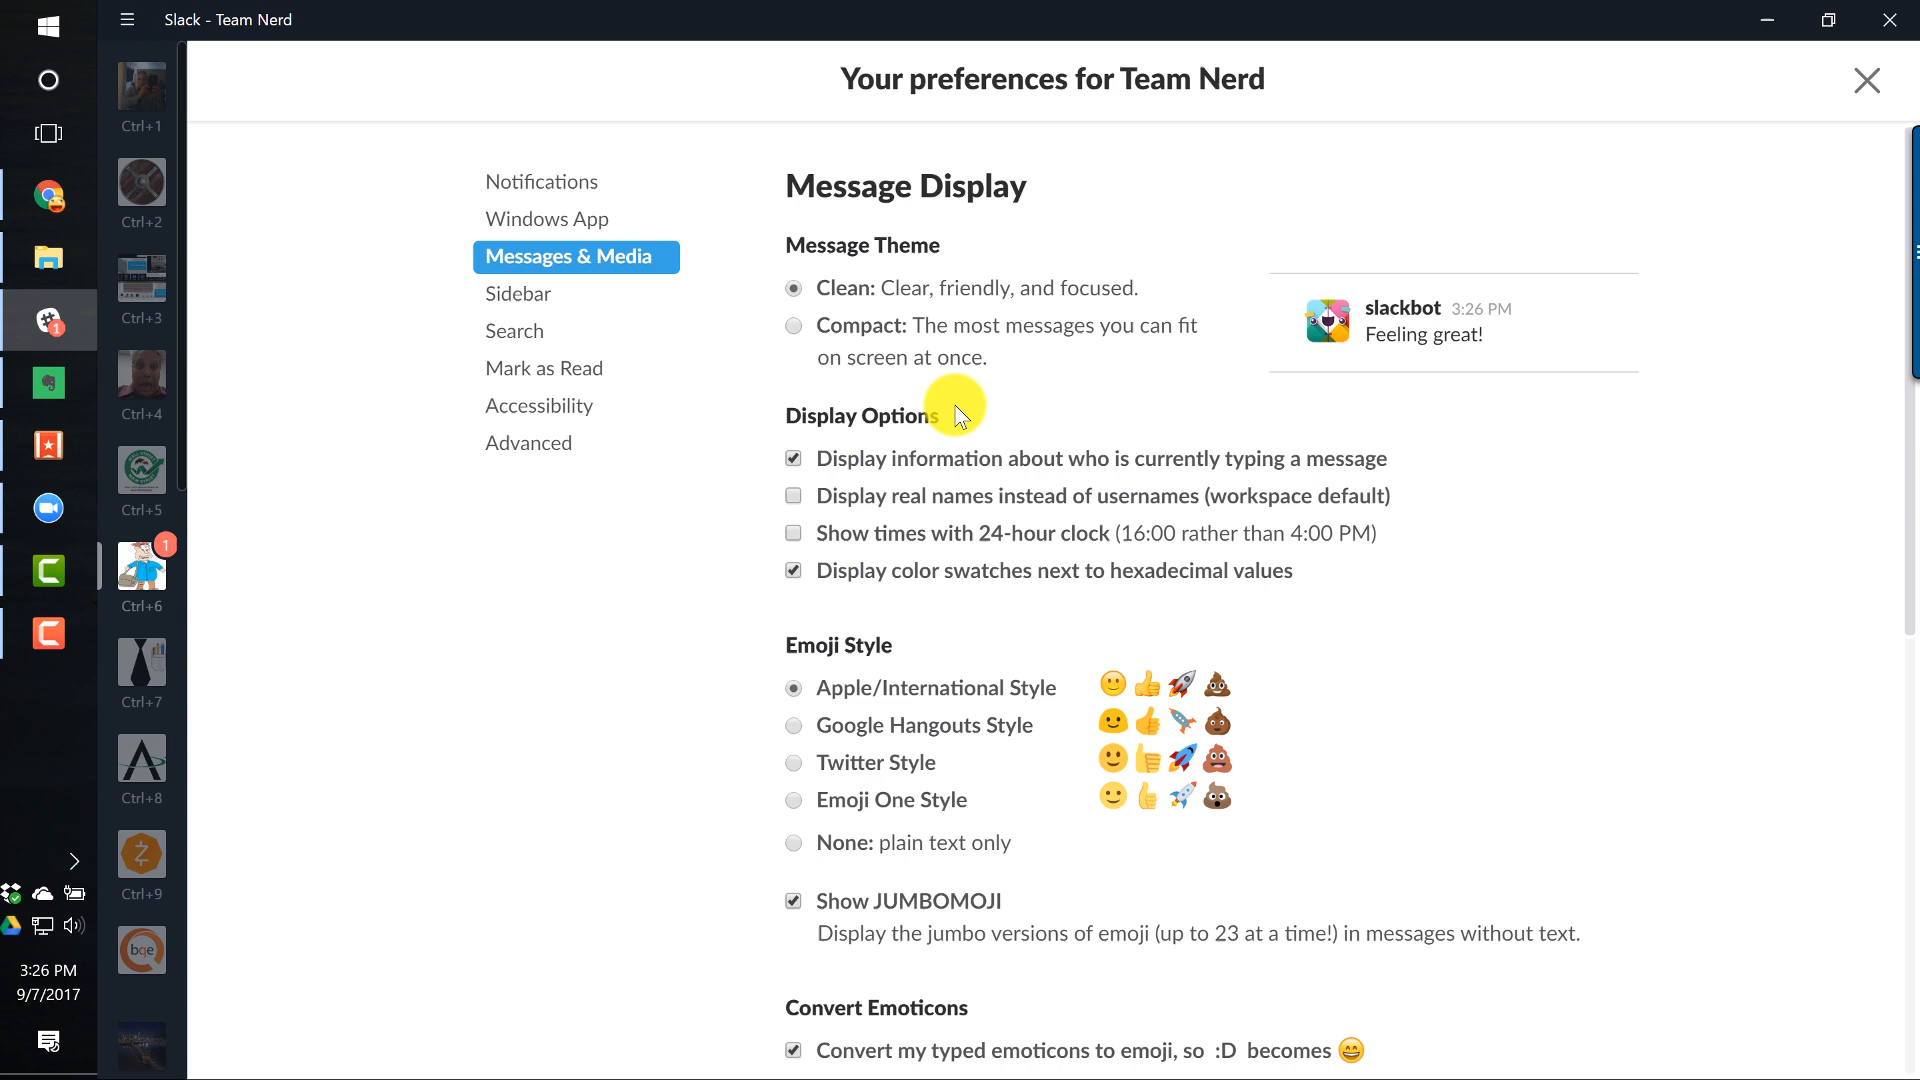 Slack - Team Nerd
Your preferences for Team Nerd
Ctrl+1
Ctrl+2
Ctrl+3
Ctrl+4
Ctrl+5
1
Ctrl+6
Ctrl+7
Ctrl+8
Ctrl+9
bqe
1
3:26 PM
9/7/2017
Notifications
Windows App
Messages & Media
Sidebar
Search
Mark as Read
Accessibility
Advanced
Message Display
Message Theme
Clean: Clear, friendly, and focused.
Compact: The most messages you can fit
on screen at once.
slackbot 3:26 PM
Feeling great!
Display Options
Display information about who is currently typing a message
Display real names instead of usernames (workspace default)
Show times with 24-hour clock (16:00 rather than 4:00 PM)
Display color swatches next to hexadecimal values
Emoji Style
Apple/International Style
Google Hangouts Style
Twitter Style
Emoji One Style
None: plain text only
Show JUMBOMOJI
Display the jumbo versions of emoji (up to 23 at a time!) in messages without text.
Convert Emoticons
Convert my typed emoticons to emoji, so :D becomes 😄